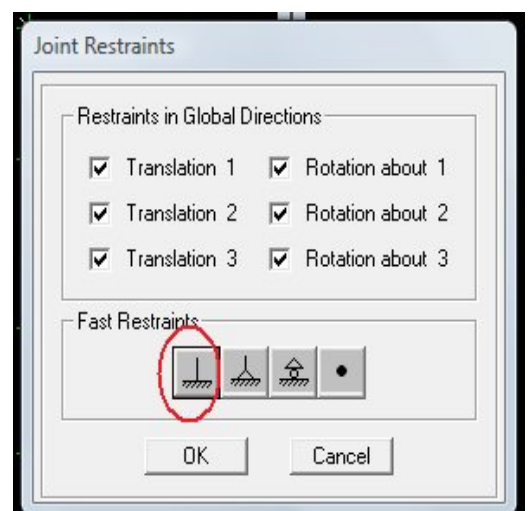 Joint Restraints
Restraints in Global Directions
Translation 1 Rotation about 1
Translation 2 Rotation about 2
Translation 3 Rotation about 3
Fast Restraints
OK Cancel